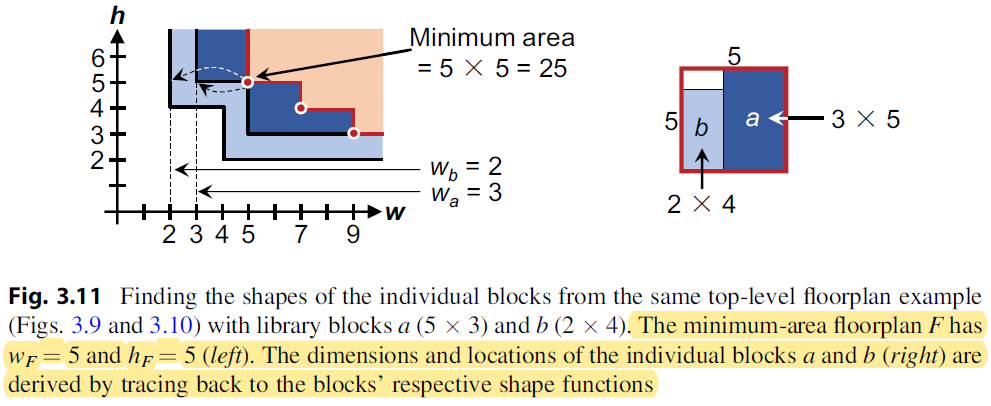 h
6
5
4
3
2
2 3 4 5 7 9
w
Minimum area
= 5 × 5 = 25
w_b = 2
w_a = 3
5
5
b
a
3 × 5
2 × 4
Fig. 3.11 Finding the shapes of the individual blocks from the same top-level floorplan example
(Figs. 3.9 and 3.10) with library blocks a (5 × 3) and b (2 × 4). The minimum-area floorplan F has
w_F = 5 and h_F = 5 (left). The dimensions and locations of the individual blocks a and b (right) are
derived by tracing back to the blocks’ respective shape functions